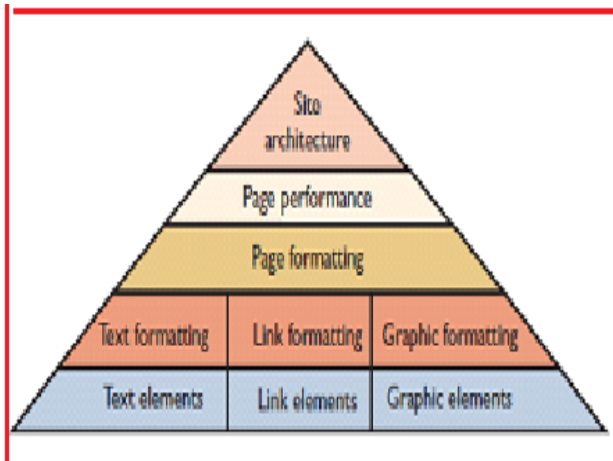 Site
architecture
Page performance
Page formatting
Text formatting Link formatting Graphic formatting
Text elements Link elements Graphic elements